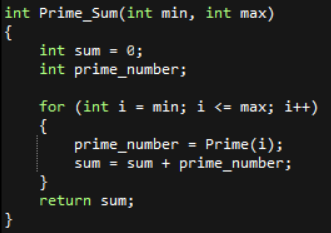 int Prime_Sum(int min, int max)
{
    int sum = 0;
    int prime_number;

    for (int i = min; i <= max; i++)
    {
        prime_number = Prime(i);
        sum = sum + prime_number;
    }
    return sum;
}